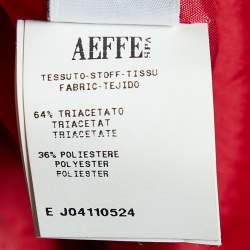 AEFFE SPA
TESSUTO-STOFF-TISSU
FABRIC-TEJIDO
64% TRIACETATO
TRIACETAT
TRIACETATE
36% POLIESTERE
POLYESTER
POLIESTER
E J04110524